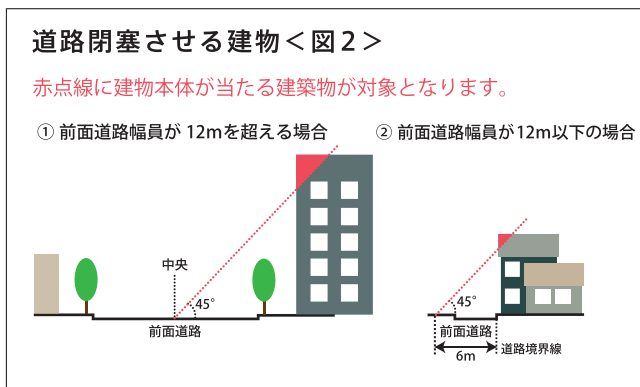 道路閉塞させる建物＜図２＞
赤点線に建物本体が当たる建築物が対象となります。
① 前面道路幅員が 12mを超える場合
② 前面道路幅員が12m以下の場合
中央
45°
前面道路
45°
前面道路
6m
道路境界線